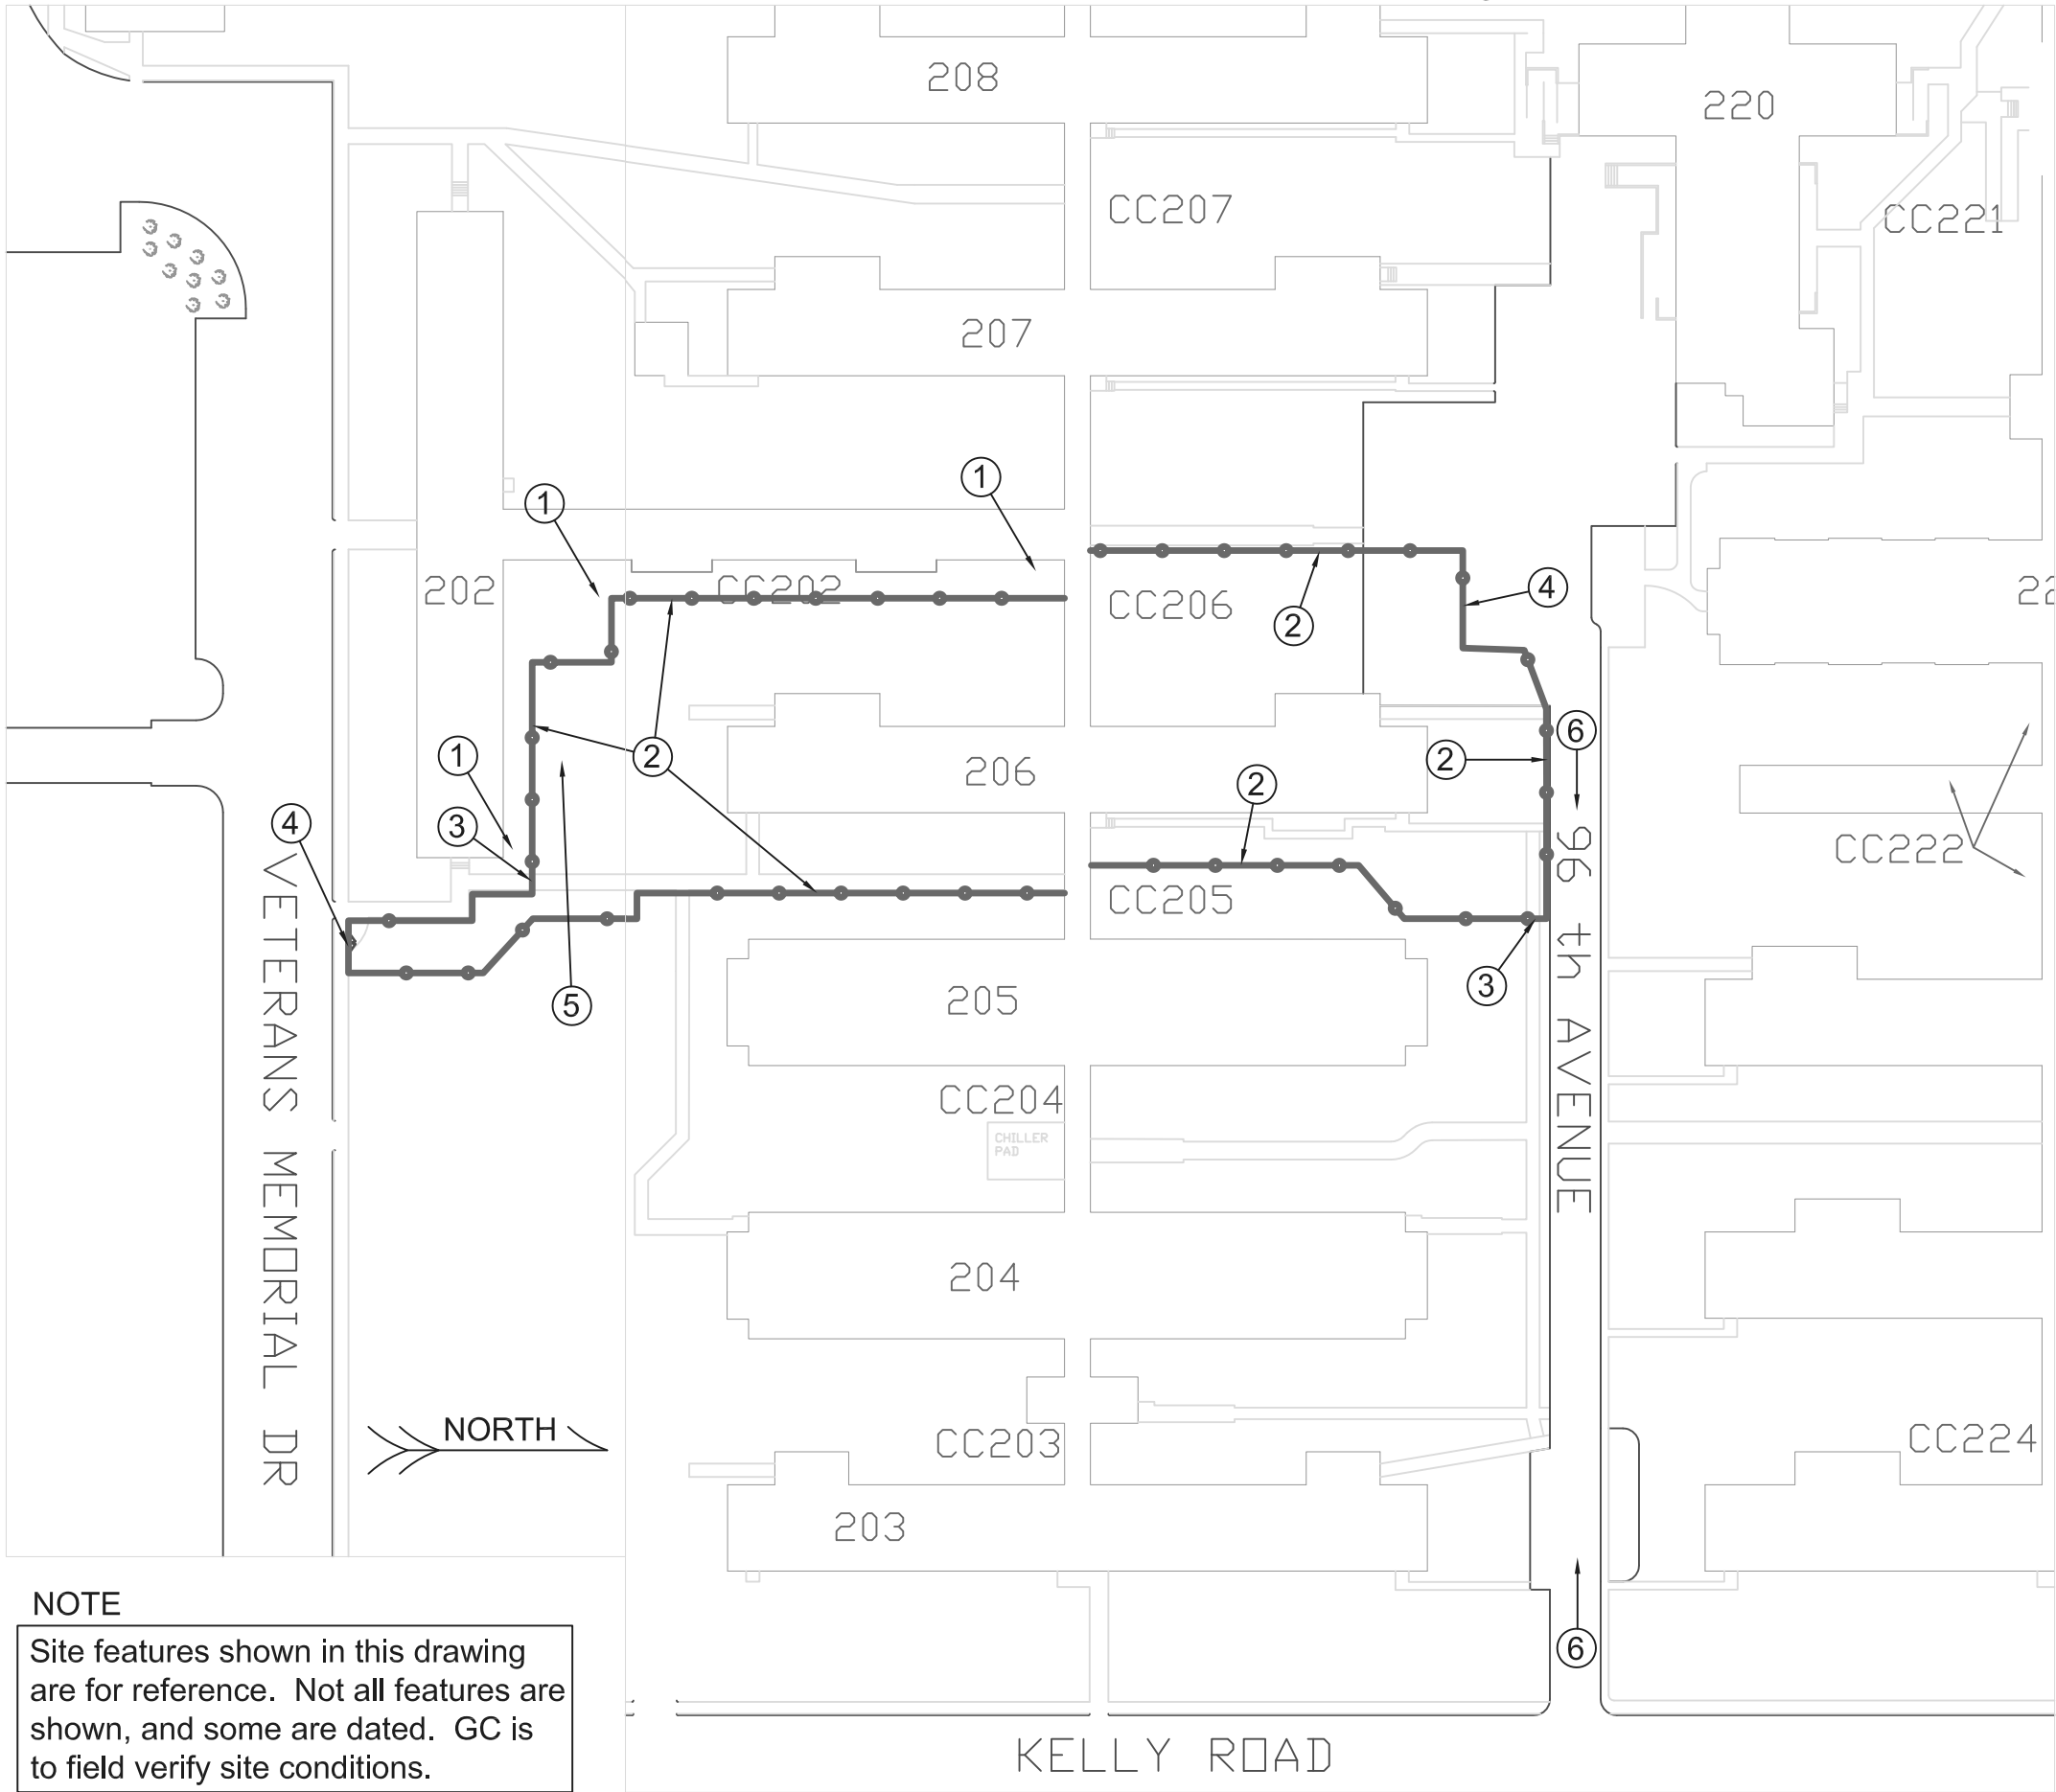 208
220
CC207
CC221
207
1
1
202
CC202
CC206
2
4
22
1
2
206
2
6
2
3
4
CC222
CC205
3
5
205
VETERANS MEMORIAL DR
96 th AVENUE
CC204
CHILLER
PAD
204
NORTH
CC203
CC224
203
6
NOTE
Site features shown in this drawing
are for reference. Not all features are
shown, and some are dated. GC is
to field verify site conditions.
KELLY ROAD